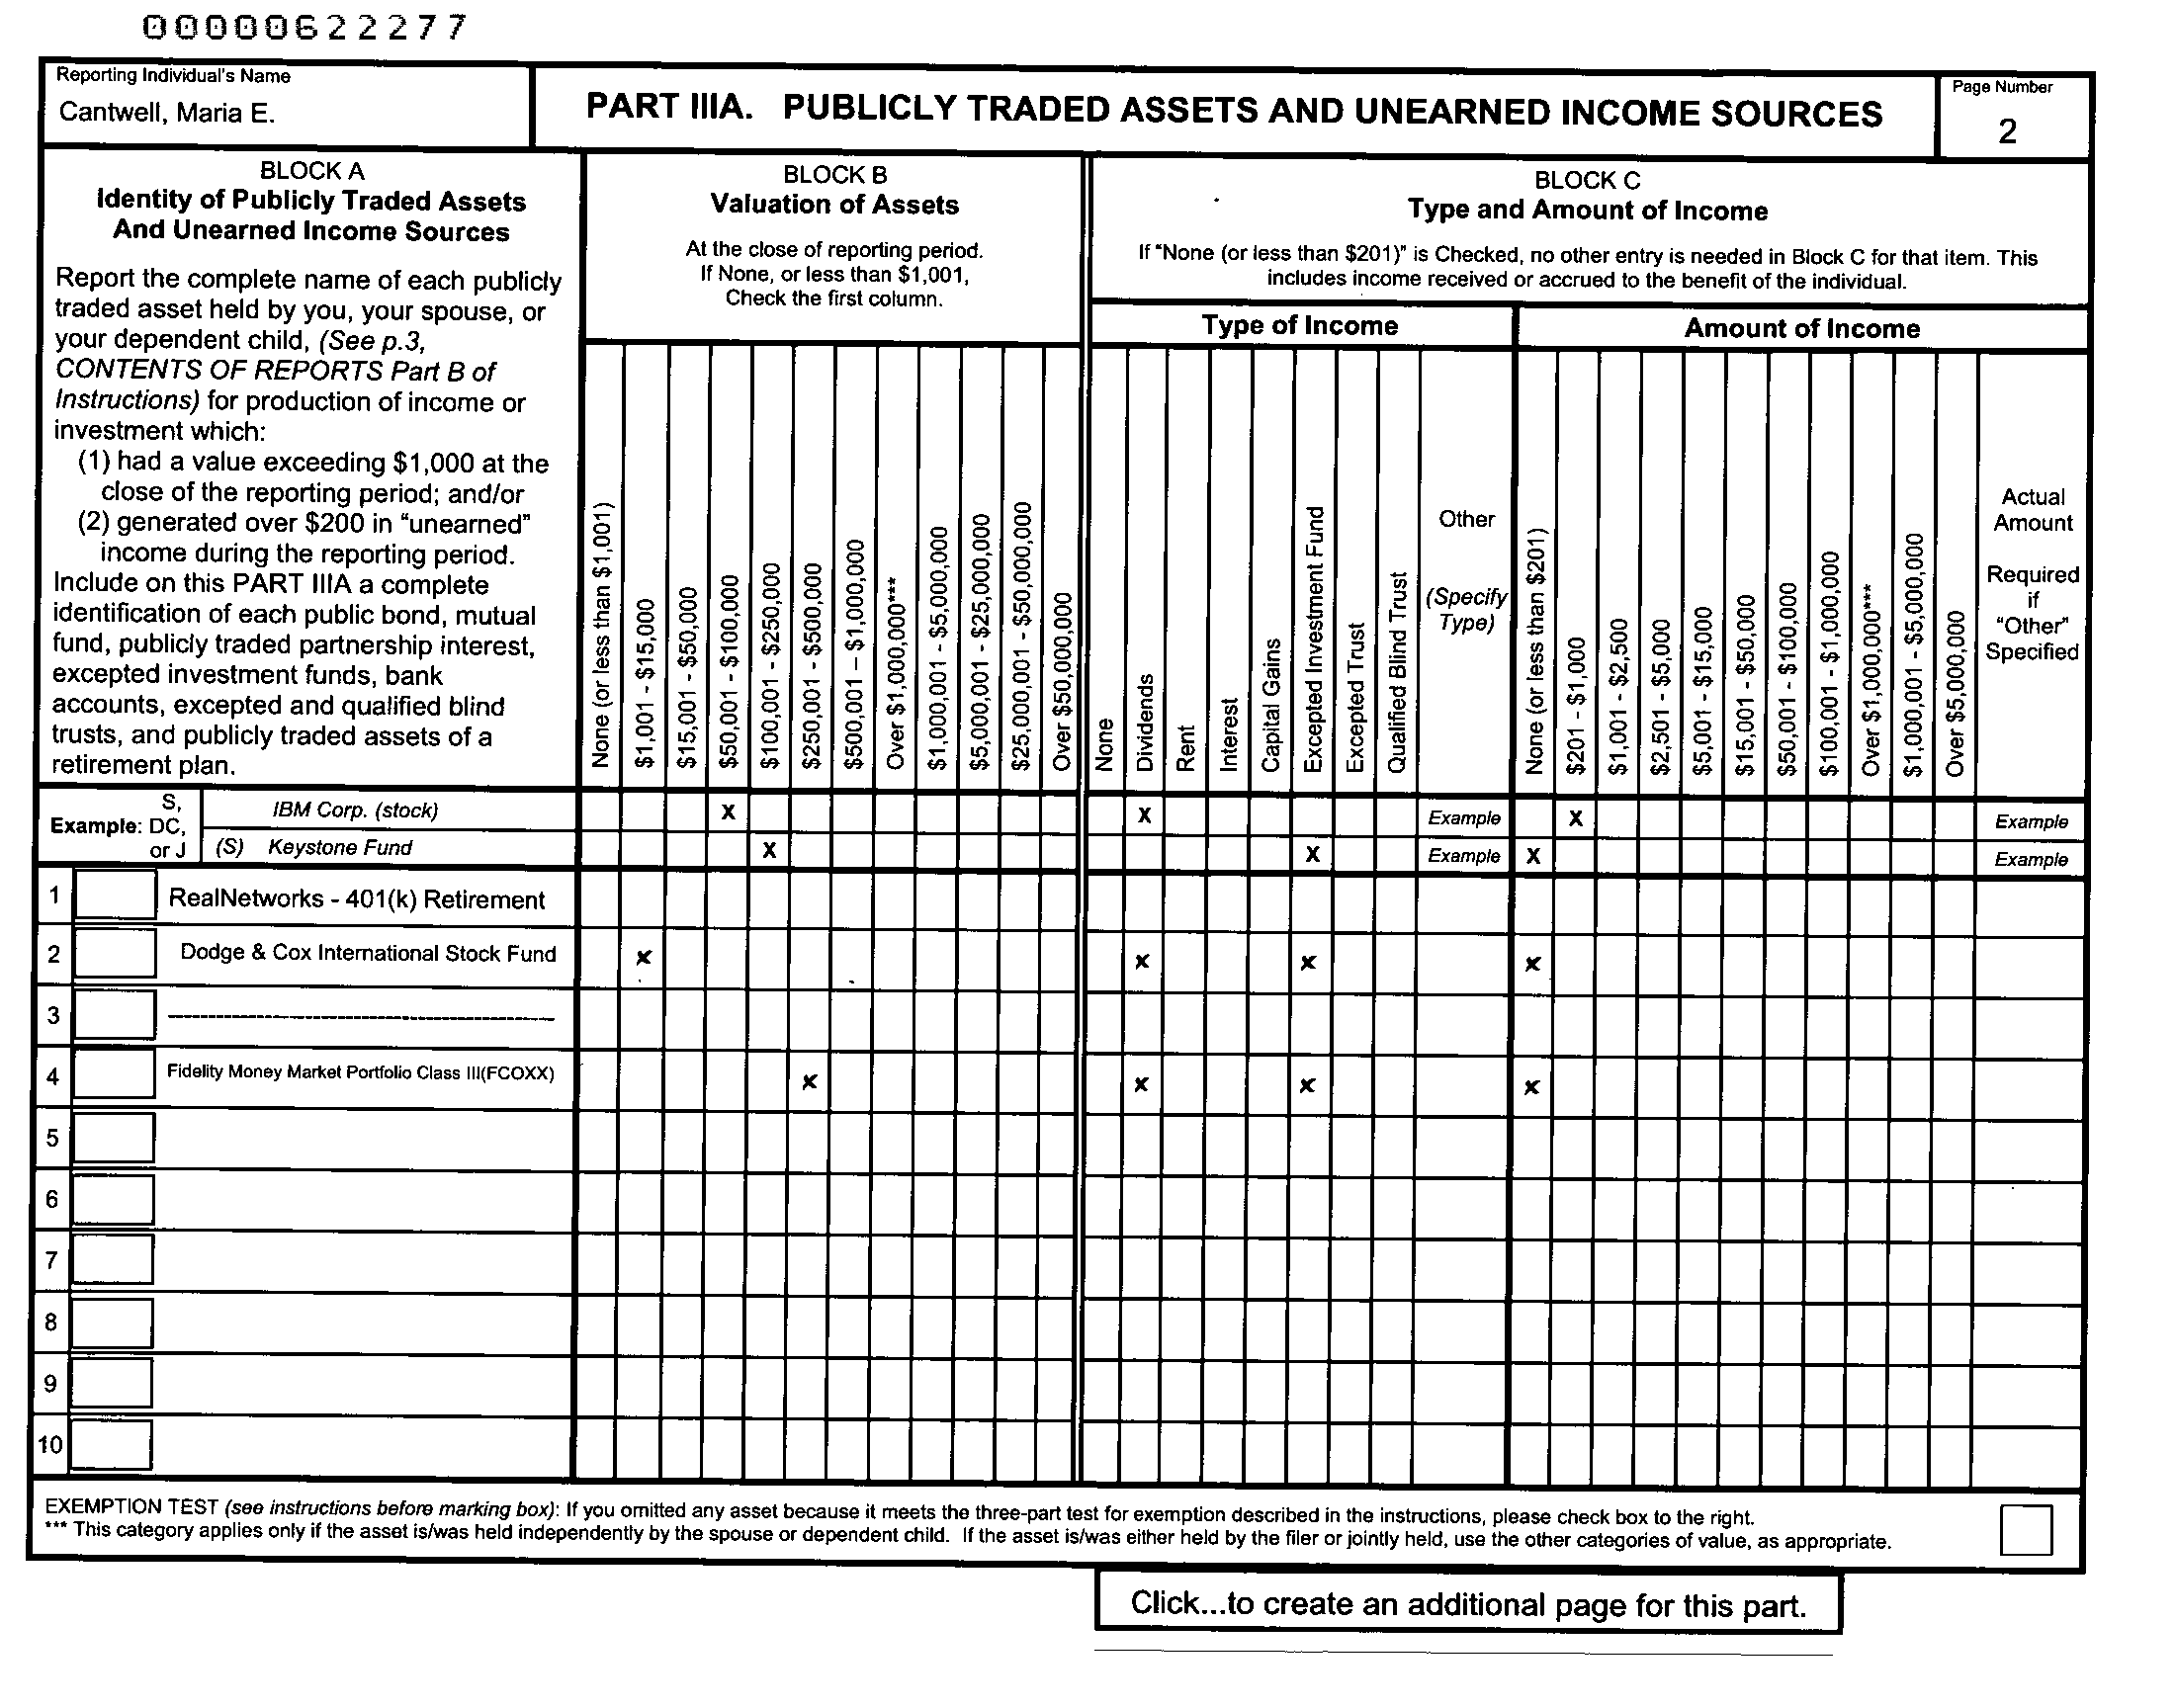 00000622277
Reporting Individual's Name
Cantwell, Maria E.
PART IIIA. PUBLICLY TRADED ASSETS AND UNEARNED INCOME SOURCES
Page Number
2
BLOCK A
Identity of Publicly Traded Assets
And Unearned Income Sources
Report the complete name of each publicly
traded asset held by you, your spouse, or
your dependent child, (See p.3,
CONTENTS OF REPORTS Part B of
Instructions) for production of income or
investment which:
(1) had a value exceeding $1,000 at the
close of the reporting period; and/or
(2) generated over $200 in "unearned"
income during the reporting period.
Include on this PART IIIA a complete
identification of each public bond, mutual
fund, publicly traded partnership interest,
excepted investment funds, bank
accounts, excepted and qualified blind
trusts, and publicly traded assets of a
retirement plan.
BLOCK B
Valuation of Assets
At the close of reporting period.
If None, or less than $1,001,
Check the first column.
None (or less than $1,001)
$1,001 - $15,000
$15,001 - $50,000
$50,001 - $100,000
$100,001 - $250,000
$250,001 - $500,000
$500,001 – $1,000,000
Over $1,000,000***
$1,000,001 - $5,000,000
$5,000,001 - $25,000,000
$25,000,001 - $50,000,000
Over $50,000,000
BLOCK C
Type and Amount of Income
If "None (or less than $201)" is Checked, no other entry is needed in Block C for that item. This
includes income received or accrued to the benefit of the individual.
Type of Income
None
Dividends
Rent
Interest
Capital Gains
Excepted Investment Fund
Excepted Trust
Qualified Blind Trust
Other
(Specify
Type)
Amount of Income
None (or less than $201)
$201 - $1,000
$1,001 - $2,500
$2,501 - $5,000
$5,001 - $15,000
$15,001 - $50,000
$50,001 - $100,000
$100,001 - $1,000,000
Over $1,000,000***
$1,000,001 - $5,000,000
Over $5,000,000
Actual
Amount
Required
if
"Other"
Specified
Example: S, DC, or J
IBM Corp. (stock) X X Example X Example
(S) Keystone Fund X X Example X Example
1 RealNetworks - 401(k) Retirement
2 Dodge & Cox International Stock Fund x x x x
3 ----------------------------------------
4 Fidelity Money Market Portfolio Class III(FCOXX) x x x x
5
6
7
8
9
10
EXEMPTION TEST (see instructions before marking box): If you omitted any asset because it meets the three-part test for exemption described in the instructions, please check box to the right.
*** This category applies only if the asset is/was held independently by the spouse or dependent child. If the asset is/was either held by the filer or jointly held, use the other categories of value, as appropriate.
Click...to create an additional page for this part.